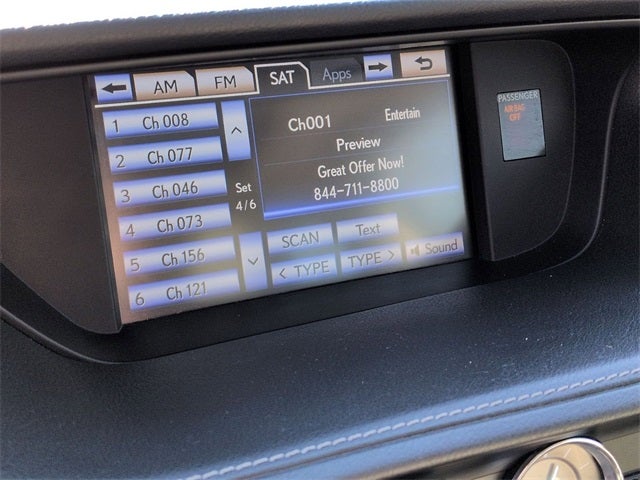 AM FM SAT Apps
1 Ch 008
2 Ch 077
3 Ch 046
4 Ch 073
5 Ch 156
6 Ch 121
Set
4/6
Ch001 Entertain
Preview
Great Offer Now!
844-711-8800
SCAN Text
< TYPE TYPE > Sound
PASSENGER
AIR BAG
OFF